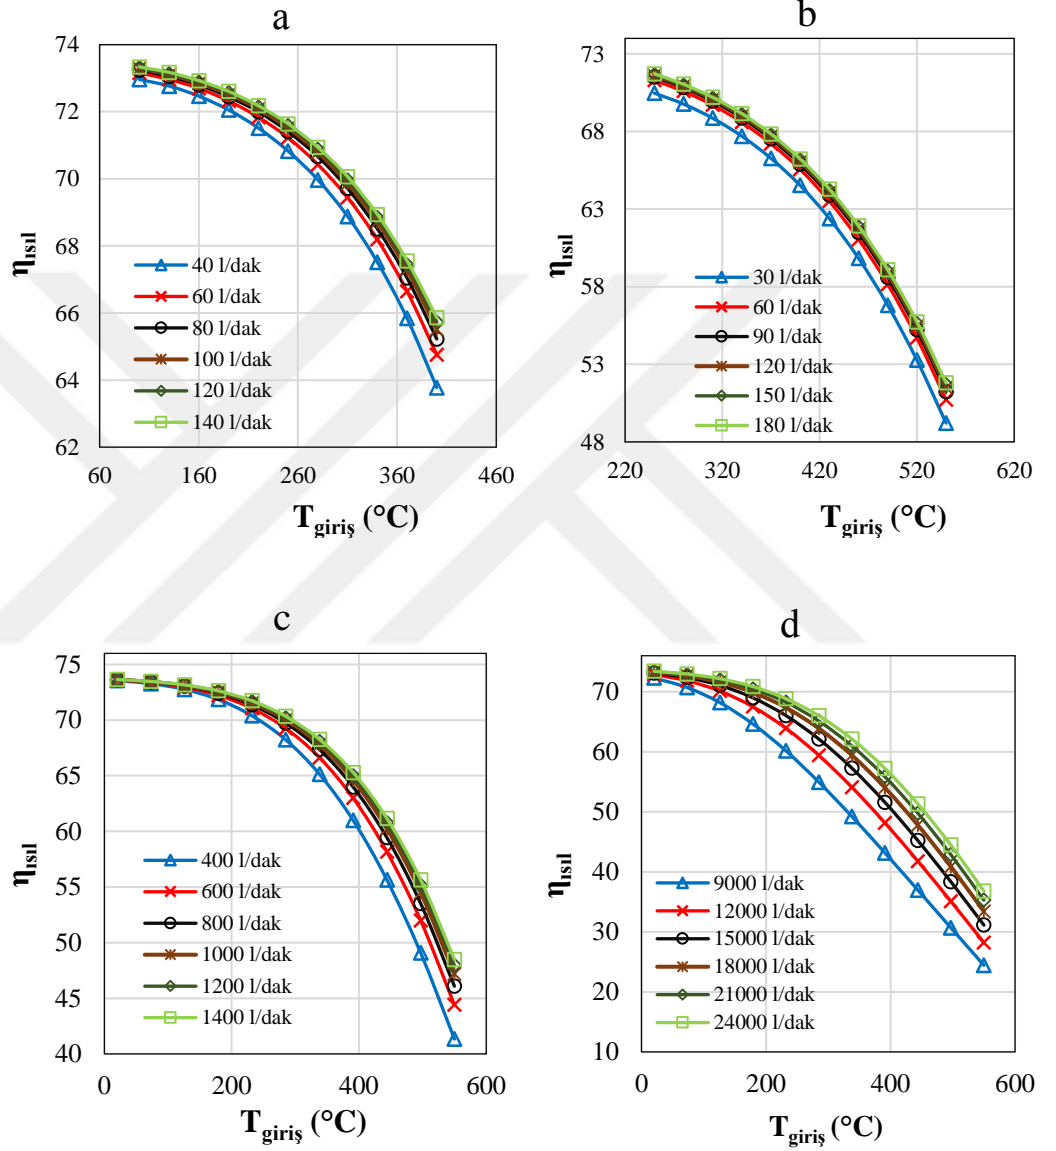 a
74
72
70
68
66
64
62
60
160
260
360
460
ηısıl
T giriş (°C)
40 l/dak
60 l/dak
80 l/dak
100 l/dak
120 l/dak
140 l/dak
b
73
68
63
58
53
48
220
320
420
520
620
ηısıl
T giriş (°C)
30 l/dak
60 l/dak
90 l/dak
120 l/dak
150 l/dak
180 l/dak
c
75
70
65
60
55
50
45
40
0
200
400
600
ηısıl
T giriş (°C)
400 l/dak
600 l/dak
800 l/dak
1000 l/dak
1200 l/dak
1400 l/dak
d
70
60
50
40
30
20
10
0
200
400
600
ηısıl
T giriş (°C)
9000 l/dak
12000 l/dak
15000 l/dak
18000 l/dak
21000 l/dak
24000 l/dak